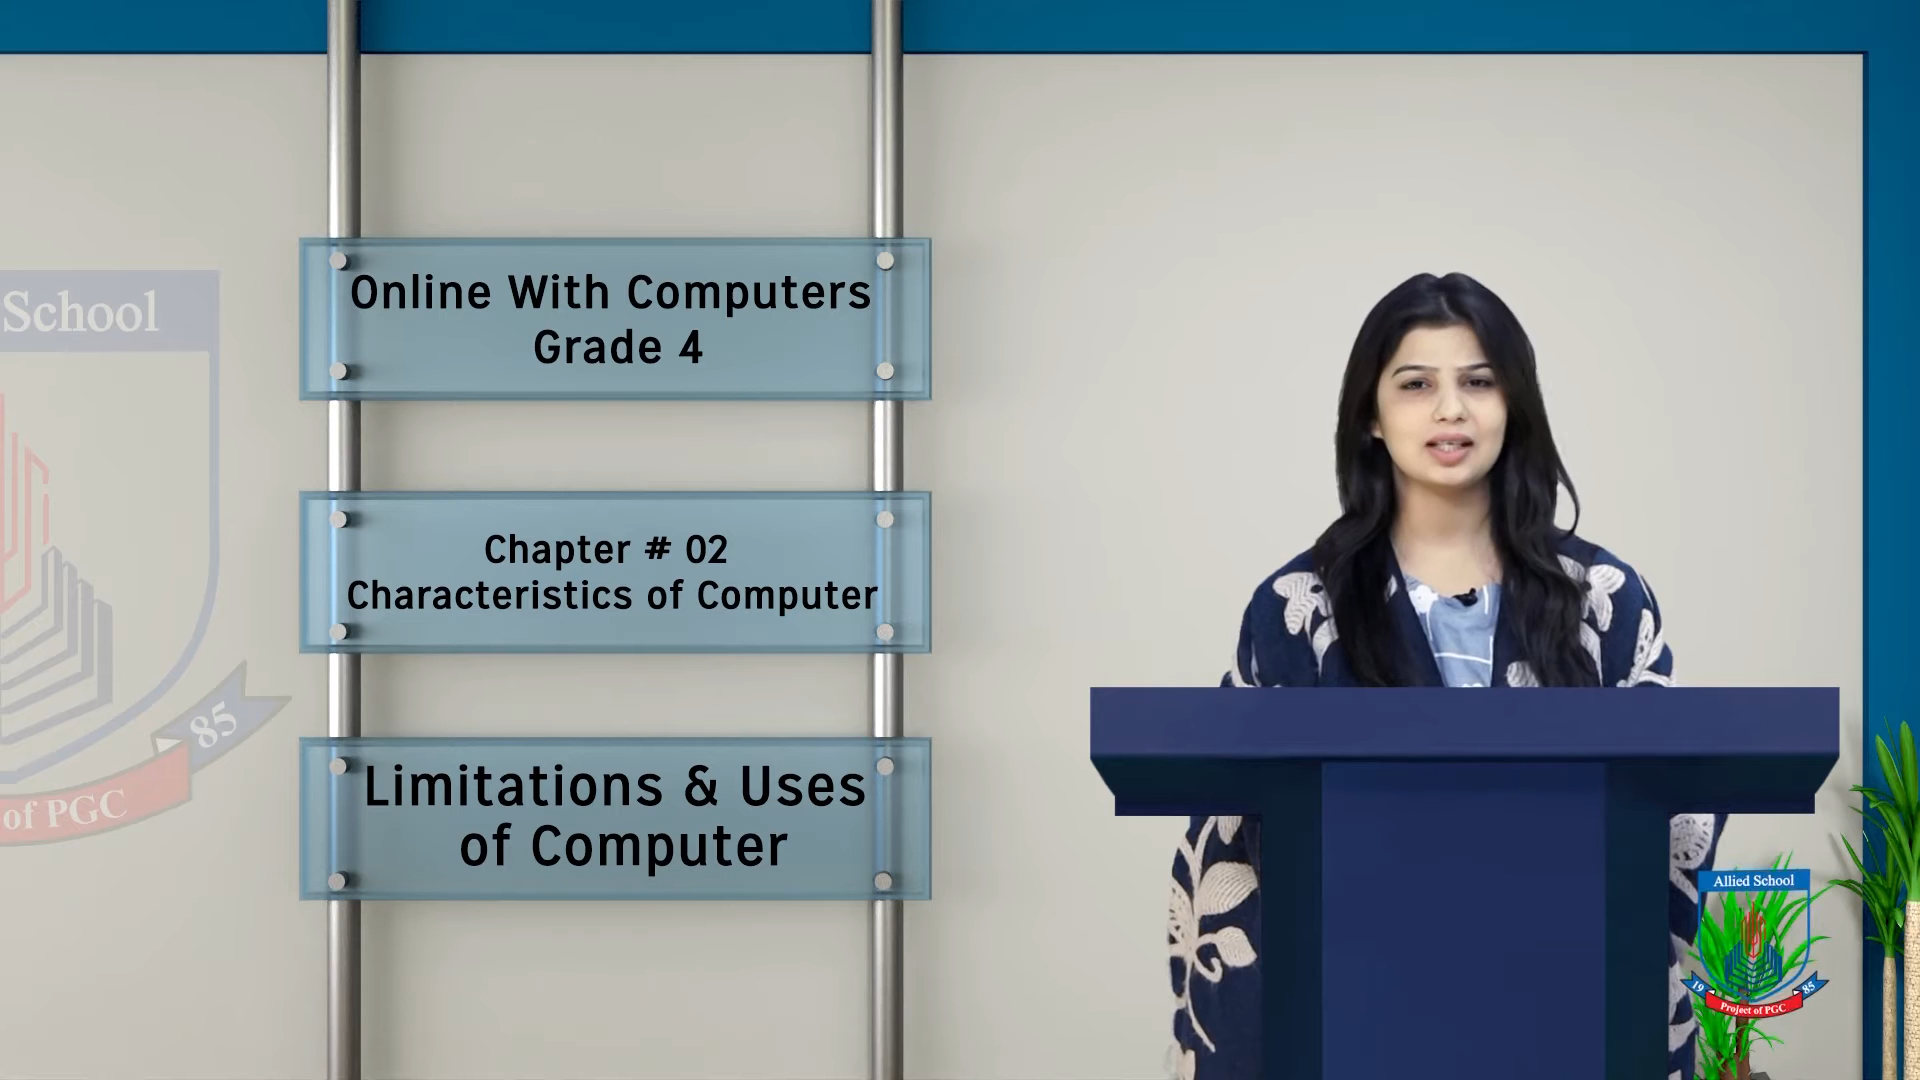 School
85
of PGC
Online With Computers
Grade 4
Chapter # 02
Characteristics of Computer
Limitations & Uses
of Computer
Allied School
19
85
Project of PGC